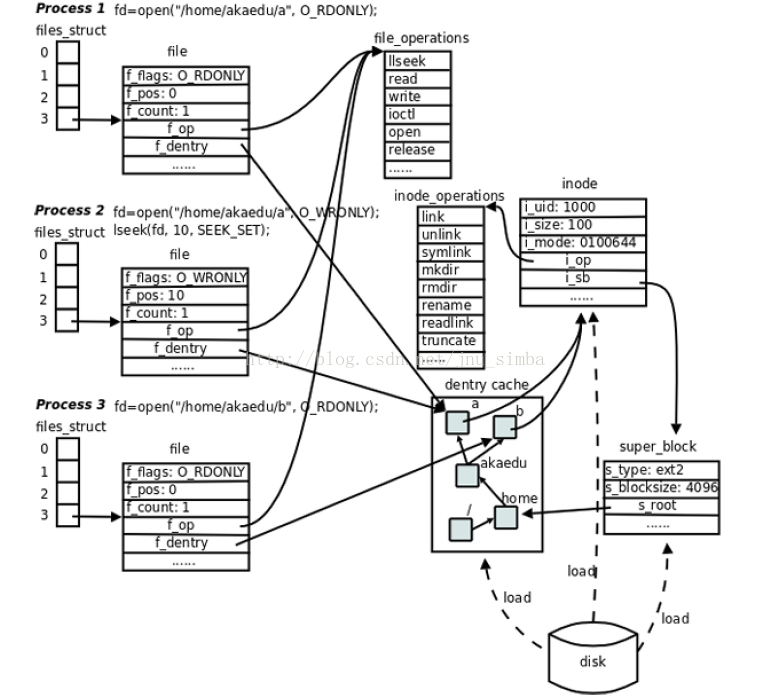 Process 1 fd=open("/home/akaedu/a", O_RDONLY);
files_struct
0
1
2
3
file
f_flags: O_RDONLY
f_pos: 0
f_count: 1
f_op
f_dentry
......
file_operations
llseek
read
write
ioctl
open
release
......
Process 2 fd=open("/home/akaedu/a", O_WRONLY);
lseek(fd, 10, SEEK_SET);
files_struct
0
1
2
3
file
f_flags: O_WRONLY
f_pos: 10
f_count: 1
f_op
f_dentry
......
inode_operations
link
unlink
symlink
mkdir
rmdir
rename
readlink
truncate
......
inode
i_uid: 1000
i_size: 100
i_mode: 0100644
i_op
i_sb
......
http://blog.csdn.net/jnu_simba
Process 3 fd=open("/home/akaedu/b", O_RDONLY);
files_struct
0
1
2
3
file
f_flags: O_RDONLY
f_pos: 0
f_count: 1
f_op
f_dentry
......
dentry cache
a
b
akaedu
home
/
super_block
s_type: ext2
s_blocksize: 4096
s_root
......
load
load
load
disk